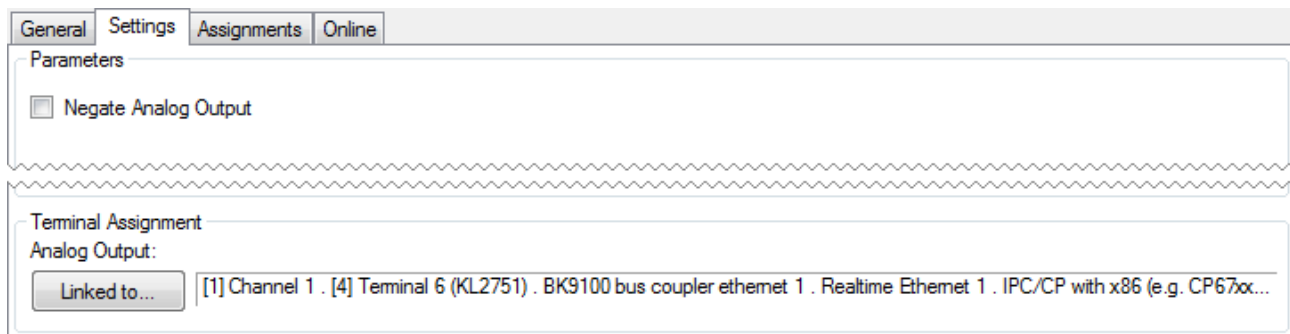 General Settings Assignments Online
Parameters
Negate Analog Output
Terminal Assignment
Analog Output:
Linked to... [1] Channel 1 . [4] Terminal 6 (KL2751) . BK9100 bus coupler ethernet 1 . Realtime Ethernet 1 . IPC/CP with x86 (e.g. CP67xx...